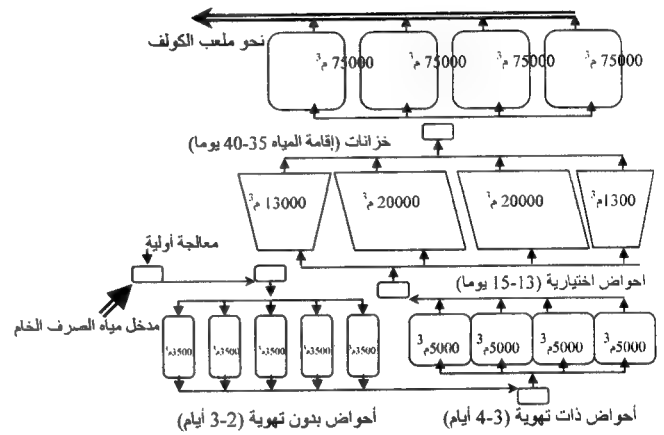 نحو ملعب الكولف
75000 م³
75000 م³
75000 م³
75000 م³
خزانات (إقامة المياه 35-40 يوما)
13000 م³
20000 م³
20000 م³
1300م³
معالجة أولية
احواض اختيارية (13-15 يوما)
مدخل مياه الصرف الخام
3500م³
3500م³
3500م³
3500م³
3500م³
5000م³
5000م³
5000م³
5000م³
أحواض بدون تهوية (2-3 أيام)
أحواض ذات تهوية (3-4 أيام)